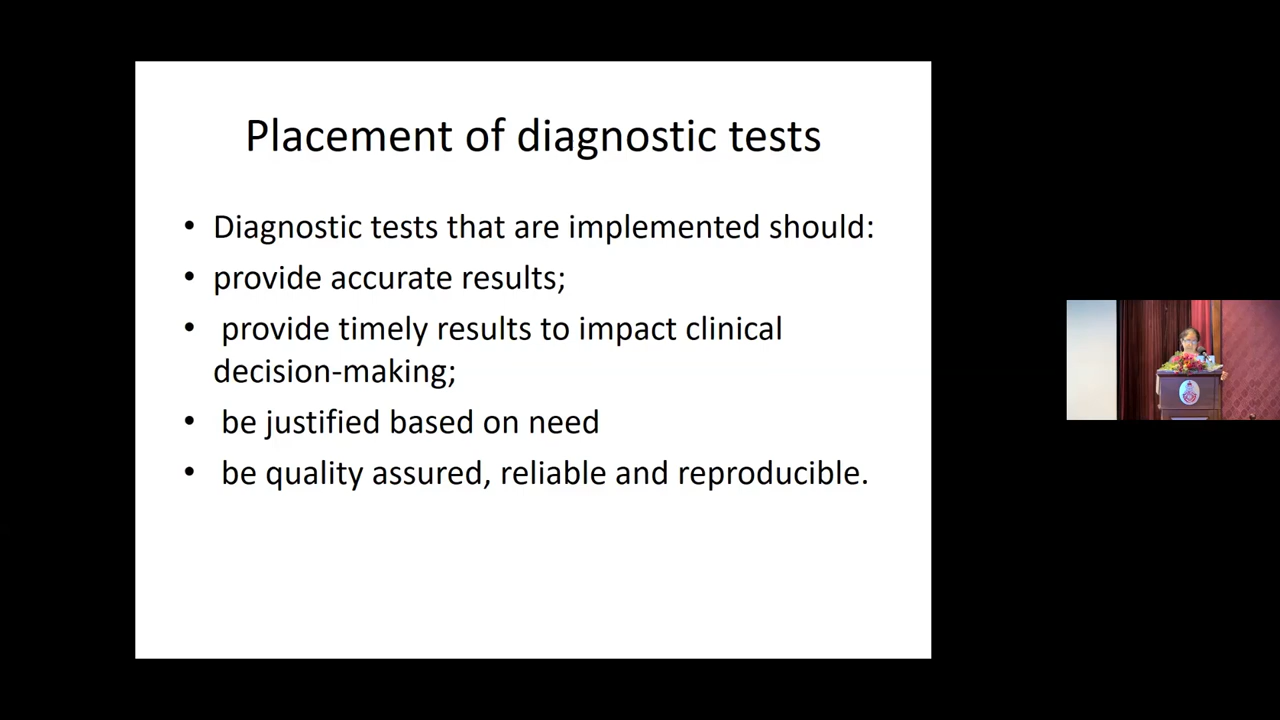 Placement of diagnostic tests
• Diagnostic tests that are implemented should:
• provide accurate results;
• provide timely results to impact clinical
decision-making;
• be justified based on need
• be quality assured, reliable and reproducible.